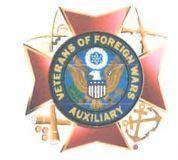 VETERANS OF FOREIGN WARS
AUXILIARY